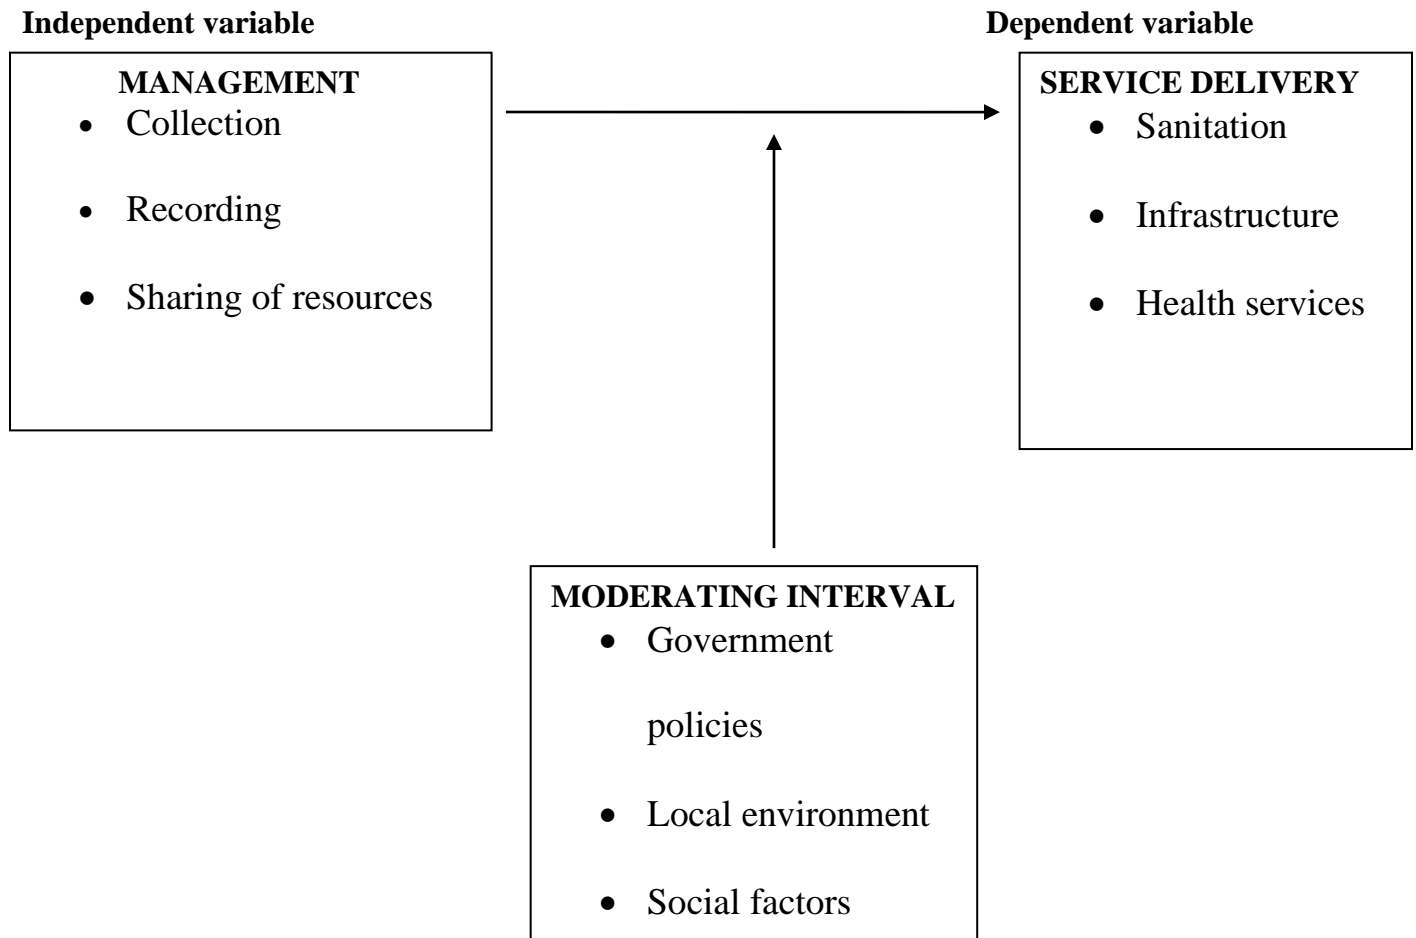 Independent variable
Dependent variable
MANAGEMENT
• Collection
• Recording
• Sharing of resources
SERVICE DELIVERY
• Sanitation
• Infrastructure
• Health services
MODERATING INTERVAL
• Government
policies
• Local environment
• Social factors